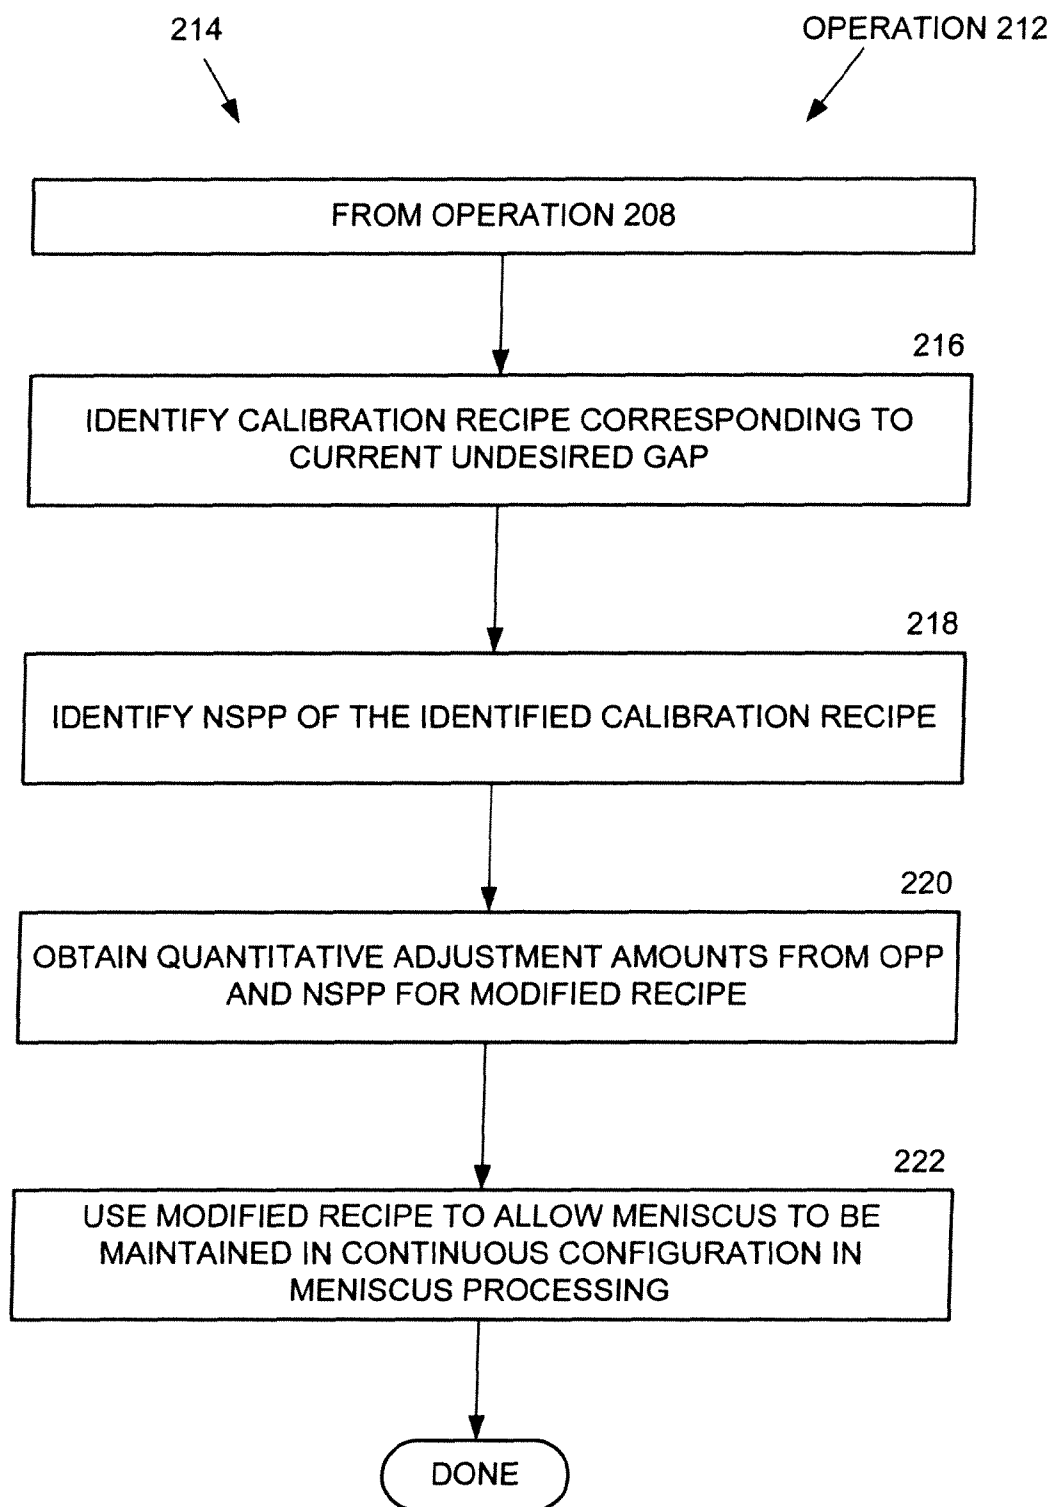 214
OPERATION 212
FROM OPERATION 208
216
IDENTIFY CALIBRATION RECIPE CORRESPONDING TO
CURRENT UNDESIRED GAP
218
IDENTIFY NSPP OF THE IDENTIFIED CALIBRATION RECIPE
220
OBTAIN QUANTITATIVE ADJUSTMENT AMOUNTS FROM OPP
AND NSPP FOR MODIFIED RECIPE
222
USE MODIFIED RECIPE TO ALLOW MENISCUS TO BE
MAINTAINED IN CONTINUOUS CONFIGURATION IN
MENISCUS PROCESSING
DONE